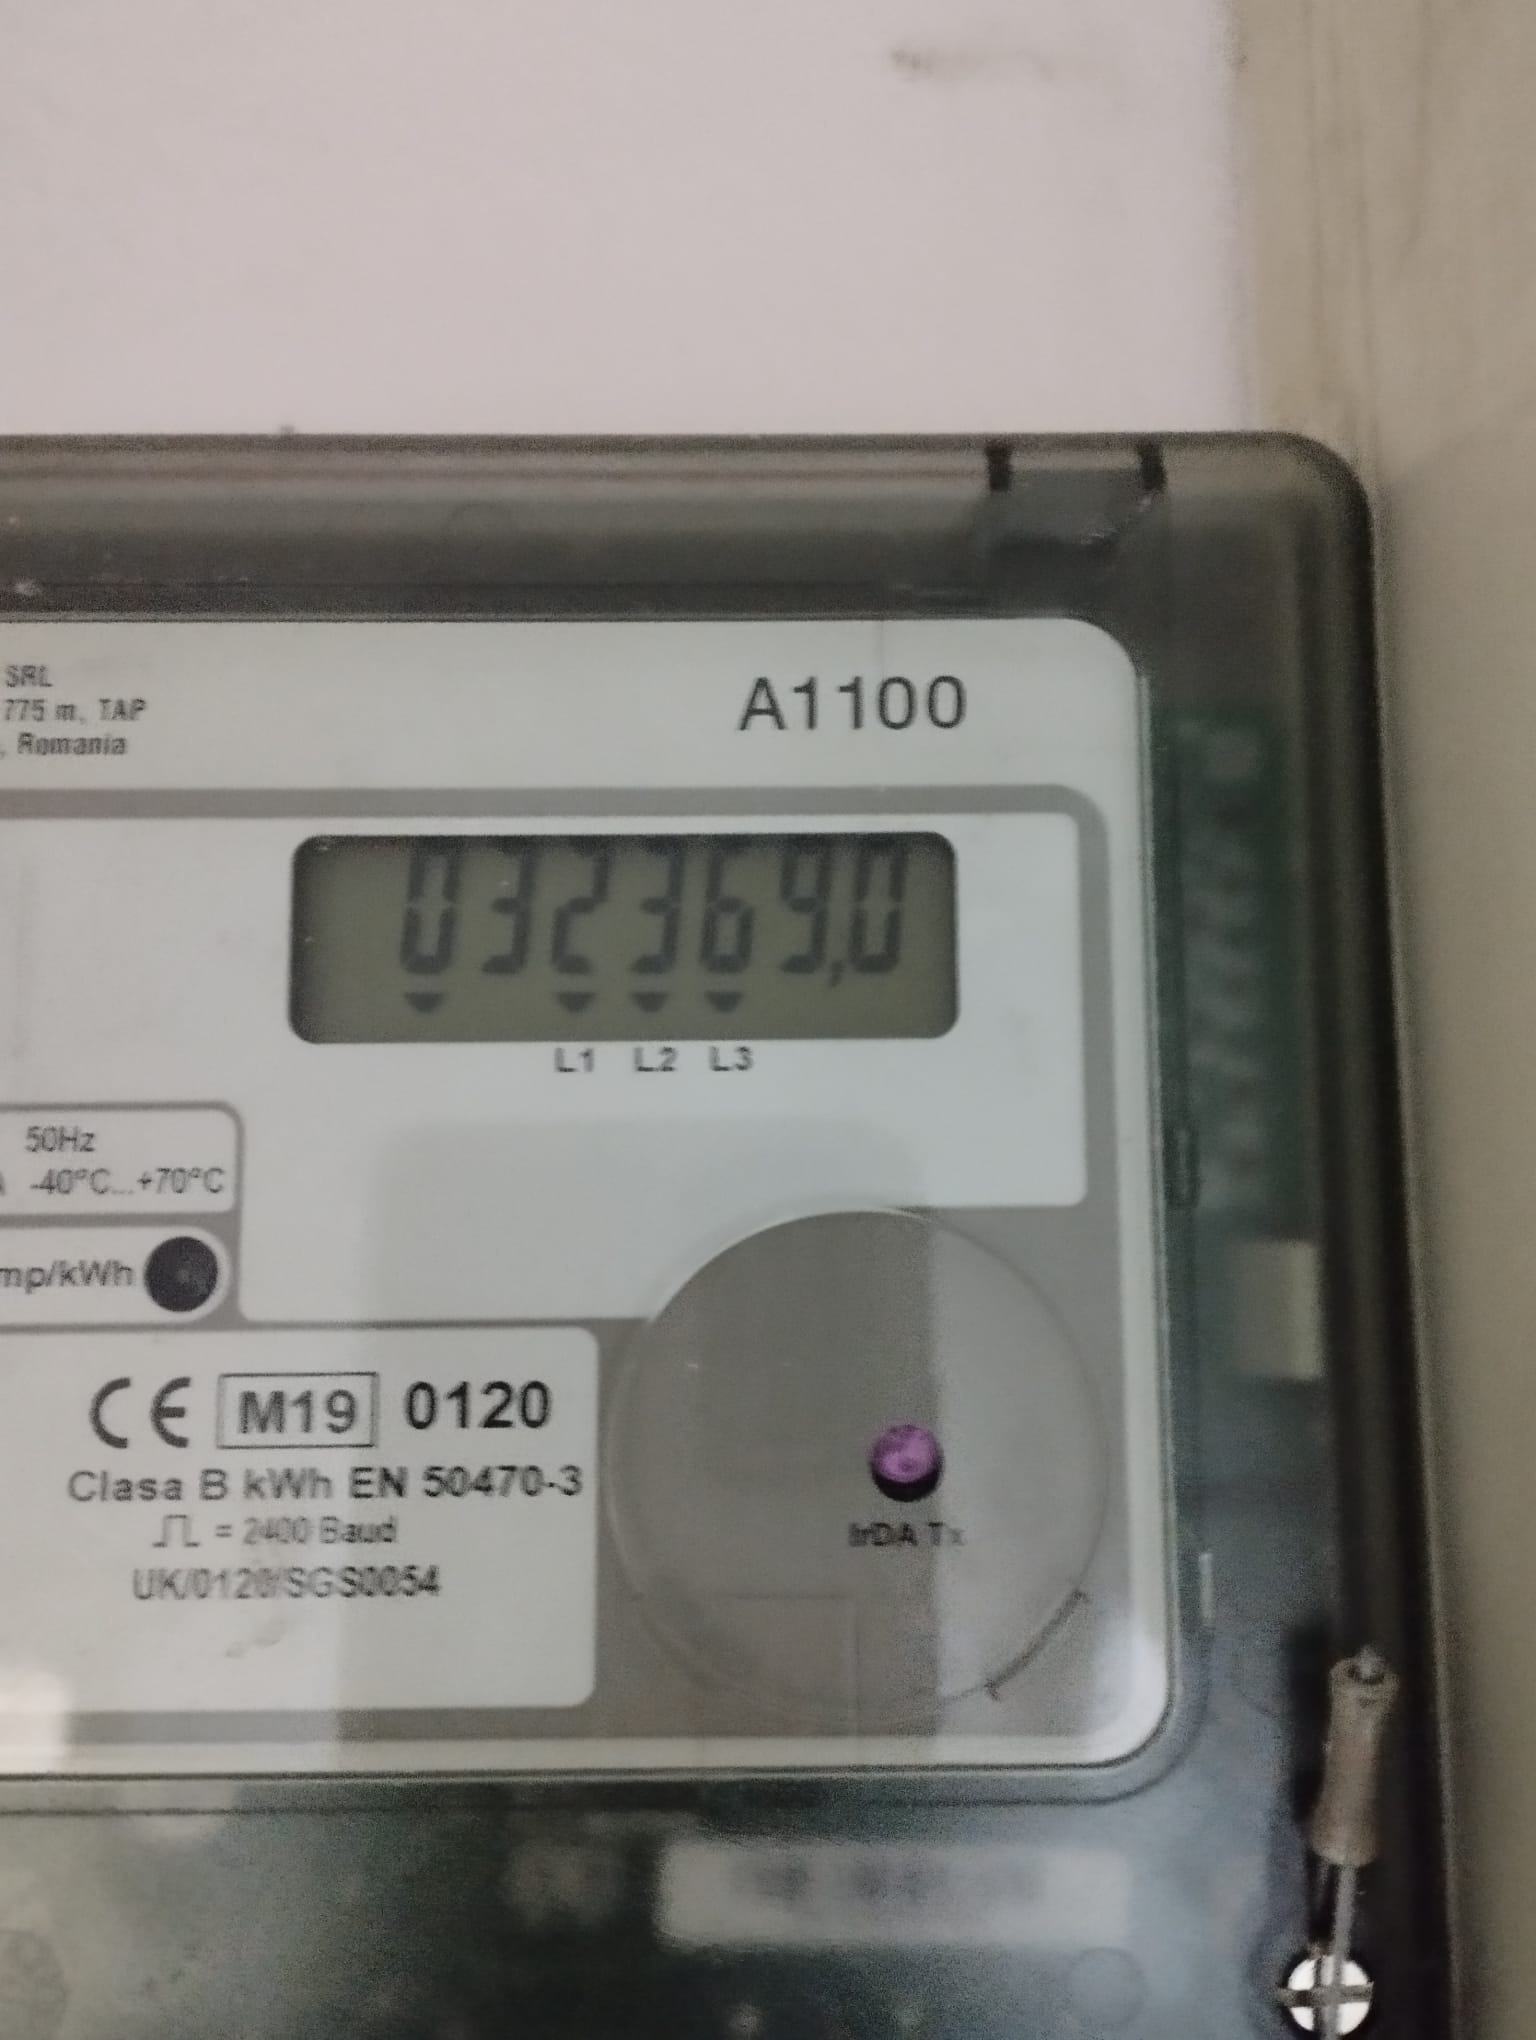 SRL
775 m, TAP
, Romania
A1100
032369,0
L1 L2 L3
50Hz
-40°C...+70°C
mp/kWh
CE M19 0120
Clasa B kWh EN 50470-3
= 2400 Baud
UK/0120/SGS0054
IrDA Tx